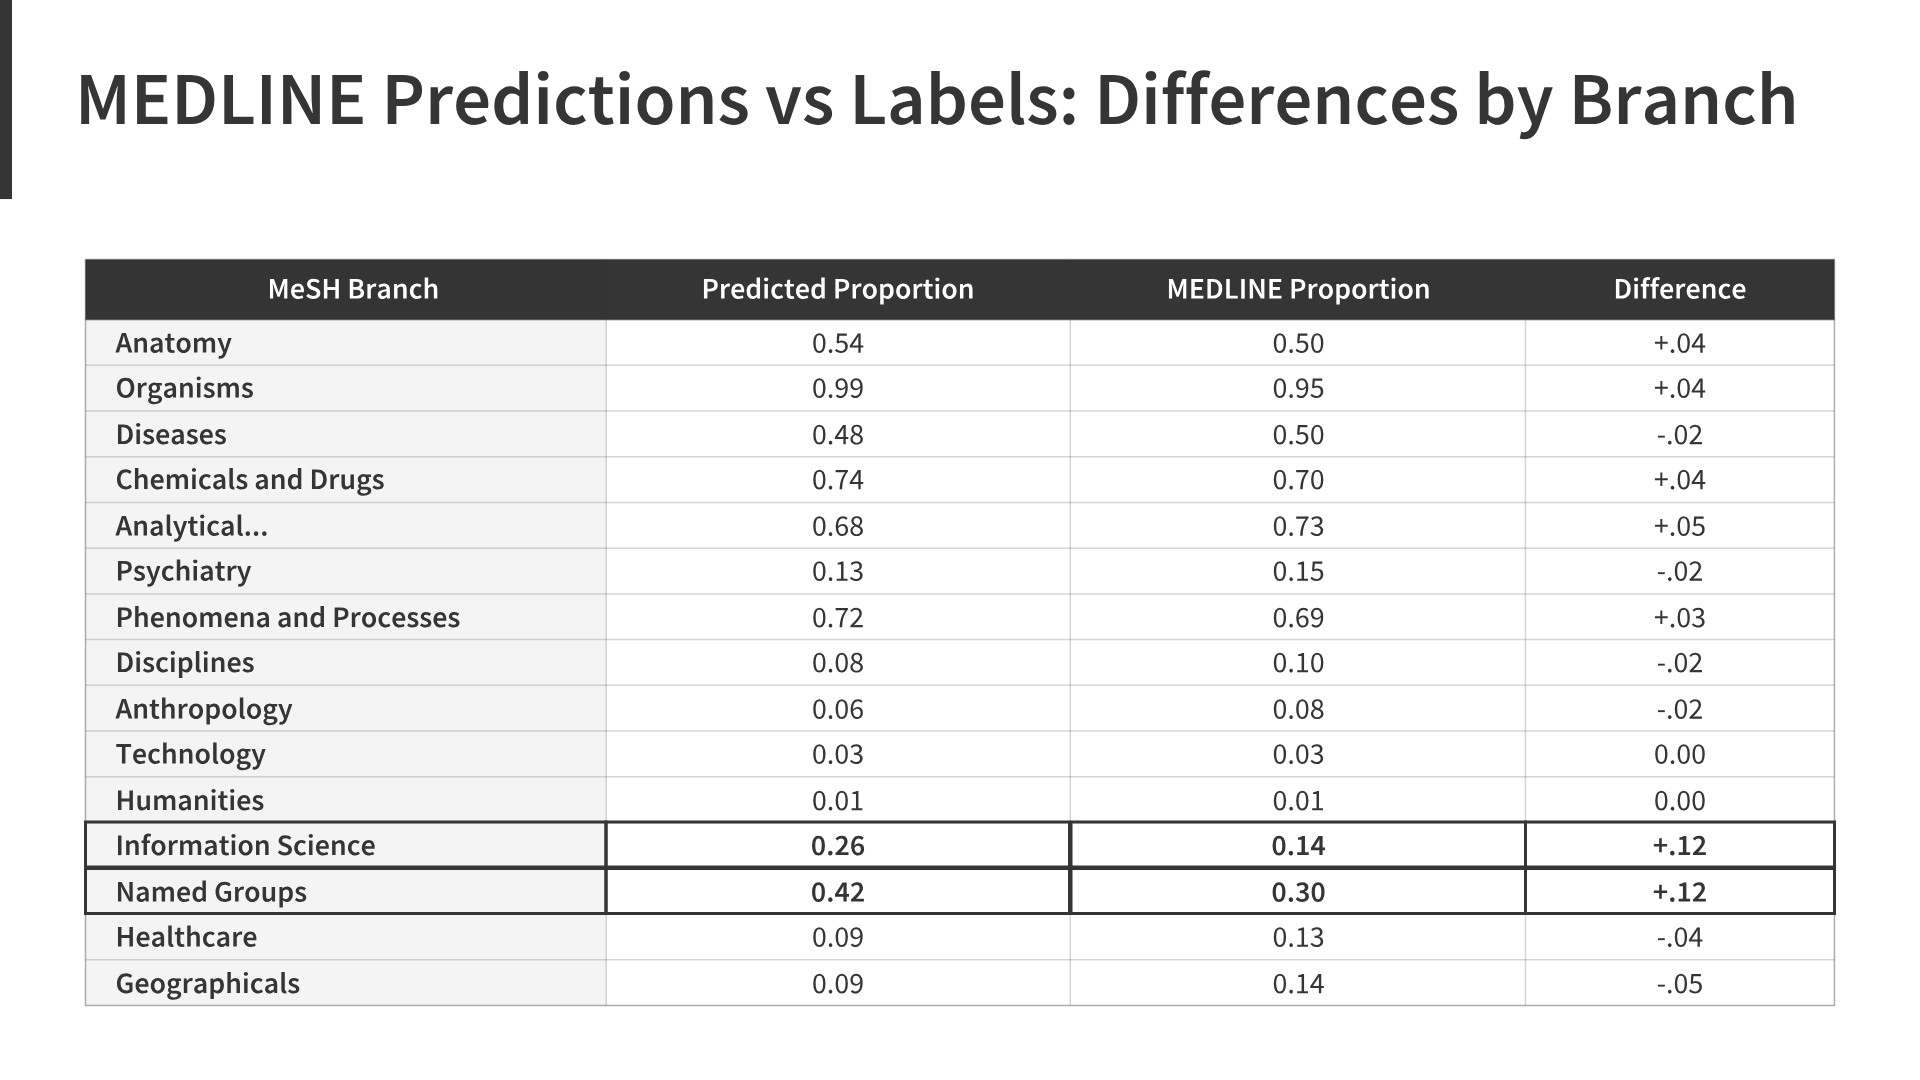 MEDLINE Predictions vs Labels: Differences by Branch
MeSH Branch Predicted Proportion MEDLINE Proportion Difference
Anatomy 0.54 0.50 +.04
Organisms 0.99 0.95 +.04
Diseases 0.48 0.50 -.02
Chemicals and Drugs 0.74 0.70 +.04
Analytical... 0.68 0.73 +.05
Psychiatry 0.13 0.15 -.02
Phenomena and Processes 0.72 0.69 +.03
Disciplines 0.08 0.10 -.02
Anthropology 0.06 0.08 -.02
Technology 0.03 0.03 0.00
Humanities 0.01 0.01 0.00
Information Science 0.26 0.14 +.12
Named Groups 0.42 0.30 +.12
Healthcare 0.09 0.13 -.04
Geographicals 0.09 0.14 -.05